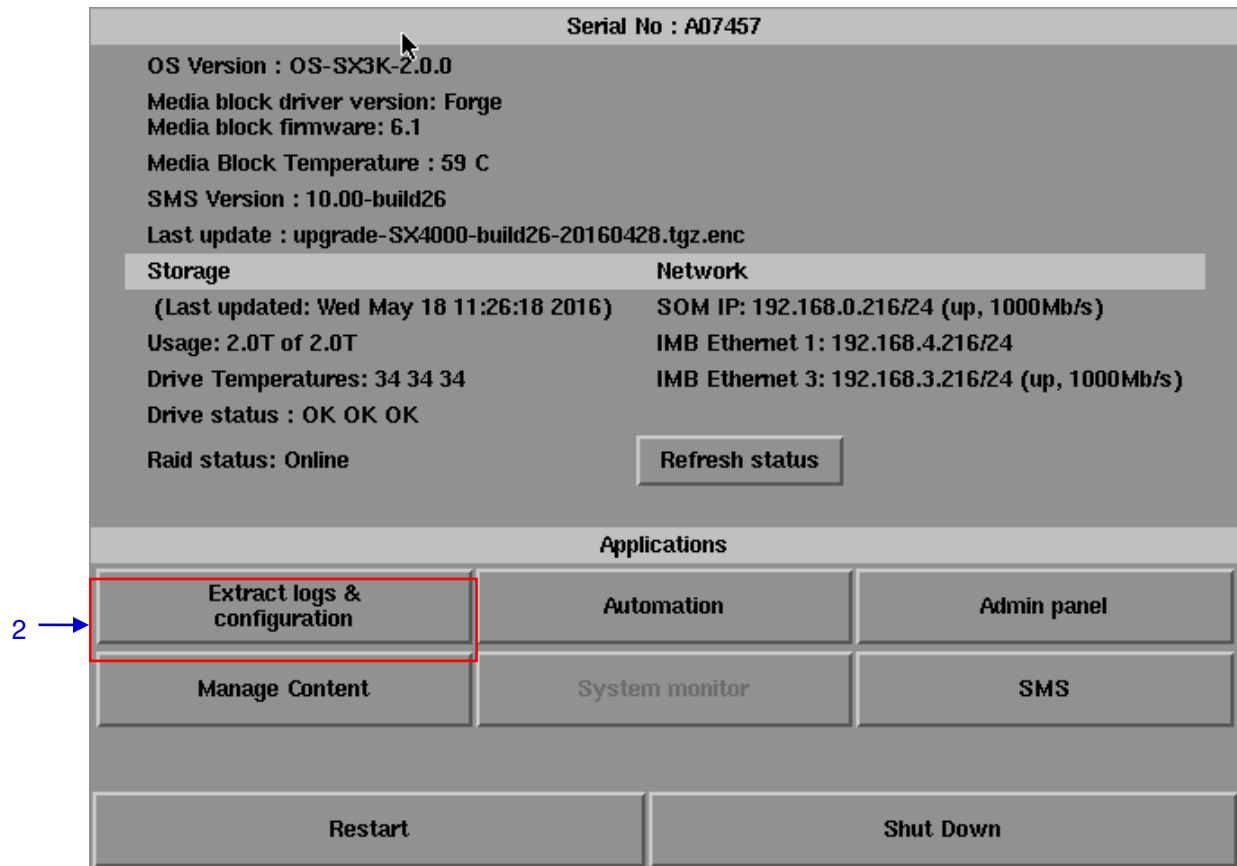 Serial No : A07457
OS Version : OS-SX3K-2.0.0
Media block driver version: Forge
Media block firmware: 6.1
Media Block Temperature : 59 C
SMS Version : 10.00-build26
Last update : upgrade-SX4000-build26-20160428.tgz.enc
Storage
(Last updated: Wed May 18 11:26:18 2016)
Usage: 2.0T of 2.0T
Drive Temperatures: 34 34 34
Drive status : OK OK OK
Raid status: Online
Network
SOM IP: 192.168.0.216/24 (up, 1000Mb/s)
IMB Ethernet 1: 192.168.4.216/24
IMB Ethernet 3: 192.168.3.216/24 (up, 1000Mb/s)
Refresh status
Applications
2
Extract logs &
configuration
Automation
Admin panel
Manage Content
System monitor
SMS
Restart
Shut Down